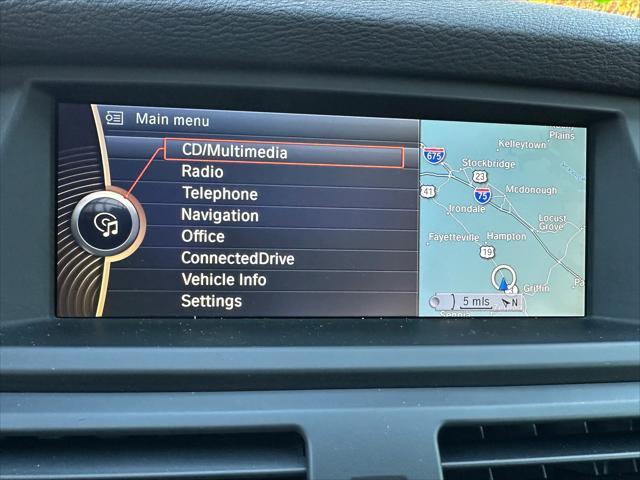 Main menu
CD/Multimedia
Radio
Telephone
Navigation
Office
ConnectedDrive
Vehicle Info
Settings
Plains
Kelleytown
675
Stockbridge
23
41
75
Mcdonough
Irondale
Locust
Grove
Fayetteville
Hampton
19
Griffin
5 mls
N